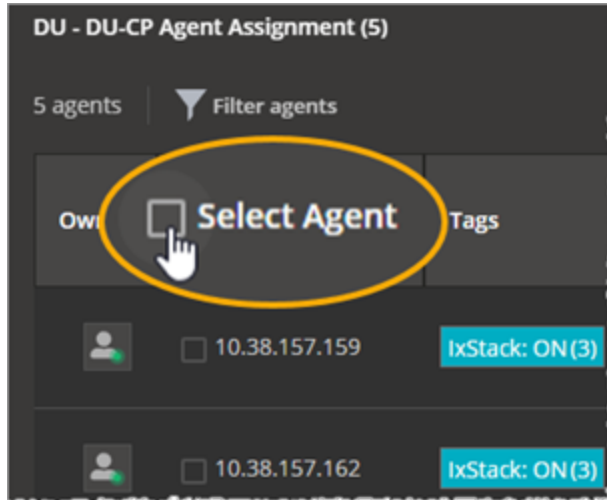 DU - DU-CP Agent Assignment (5)
5 agents Filter agents
Select Agent Tags
10.38.157.159 IxStack: ON(3)
10.38.157.162 IxStack: ON(3)